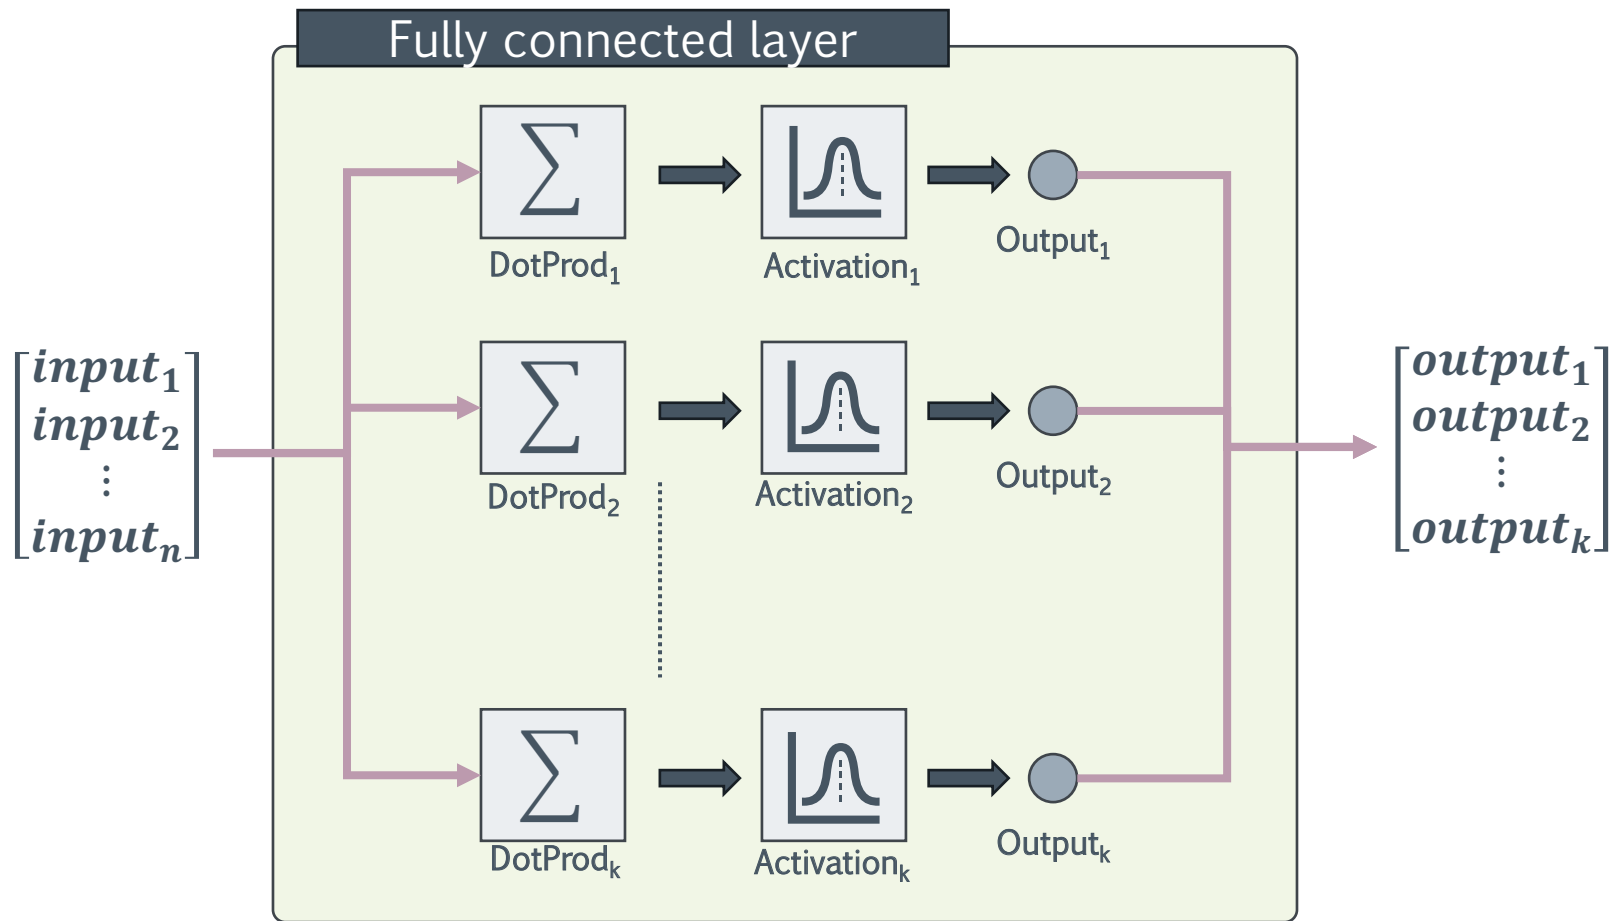 Fully connected layer
∑
DotProd₁
Activation₁
Output₁
input₁
input₂
⋮
inputₙ
∑
DotProd₂
Activation₂
Output₂
output₁
output₂
⋮
outputₖ
∑
DotProdₖ
Activationₖ
Outputₖ